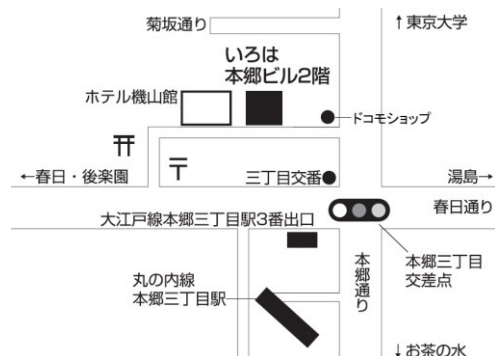 菊坂通り
↑東京大学
いろは
本郷ビル2階
ホテル機山館
ドコモショップ
三丁目交番
←春日・後楽園
湯島→
春日通り
大江戸線本郷三丁目駅3番出口
本郷三丁目
交差点
丸の内線
本郷三丁目駅
本郷通り
↓お茶の水